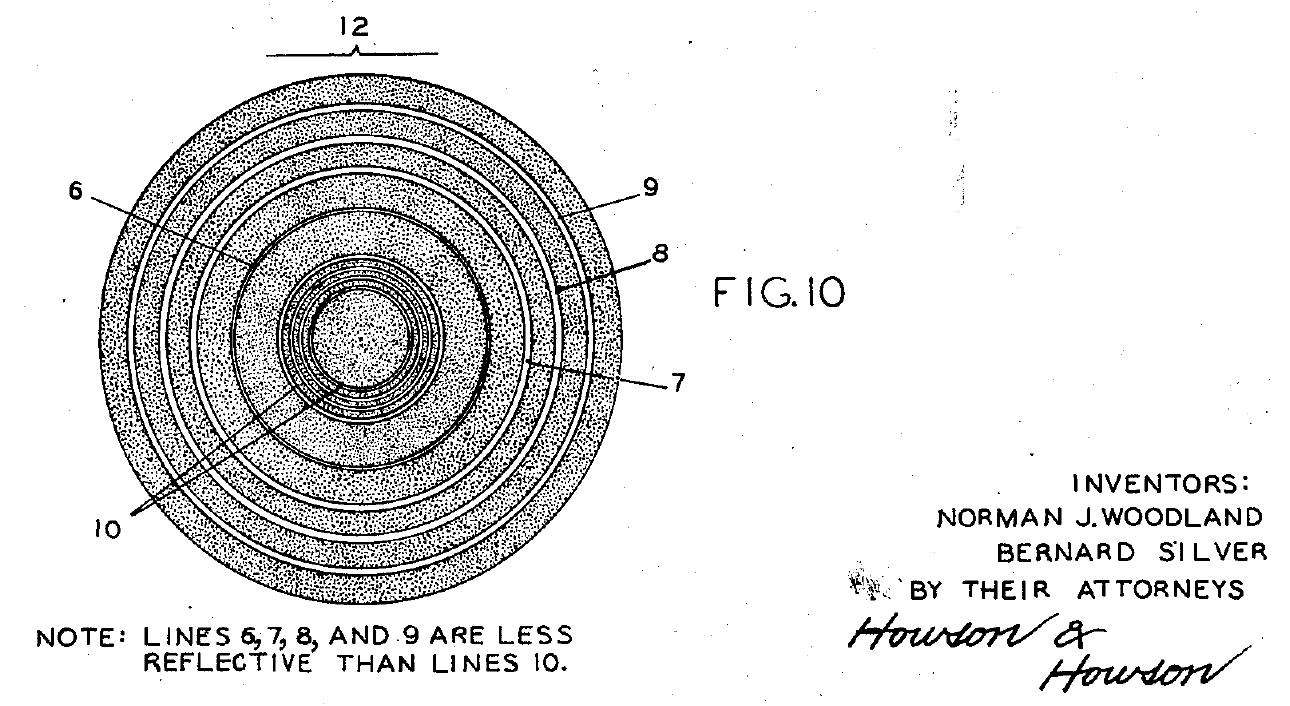 12
6
9
8
FIG.10
7
10
INVENTORS:
NORMAN J.WOODLAND
BERNARD SILVER
BY THEIR ATTORNEYS
Howson &
Howson
NOTE: LINES 6,7,8, AND 9 ARE LESS
REFLECTIVE THAN LINES 10.